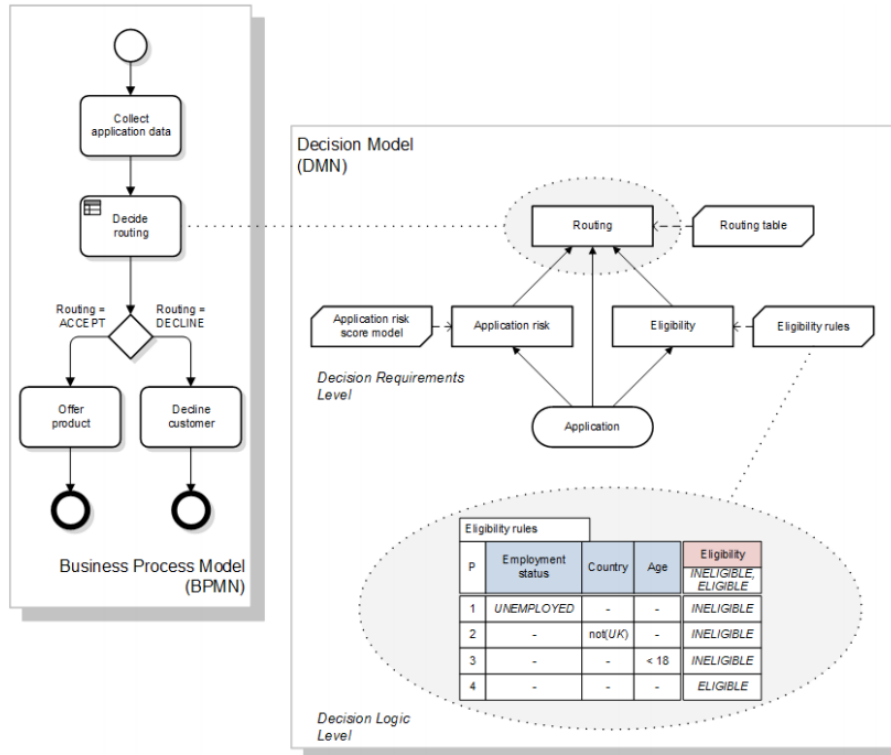 Collect
application data
Decide
routing
Routing =
ACCEPT
Routing =
DECLINE
Offer
product
Decline
customer
Business Process Model
(BPMN)
Decision Model
(DMN)
Routing
Routing table
Application risk
score model
Application risk
Eligibility
Eligibility rules
Decision Requirements
Level
Application
Eligibility rules
P
Employment
status
Country
Age
Eligibility
INELIGIBLE,
ELIGIBLE
1 UNEMPLOYED - - INELIGIBLE
2 - not(UK) - INELIGIBLE
3 - - < 18 INELIGIBLE
4 - - - ELIGIBLE
Decision Logic
Level